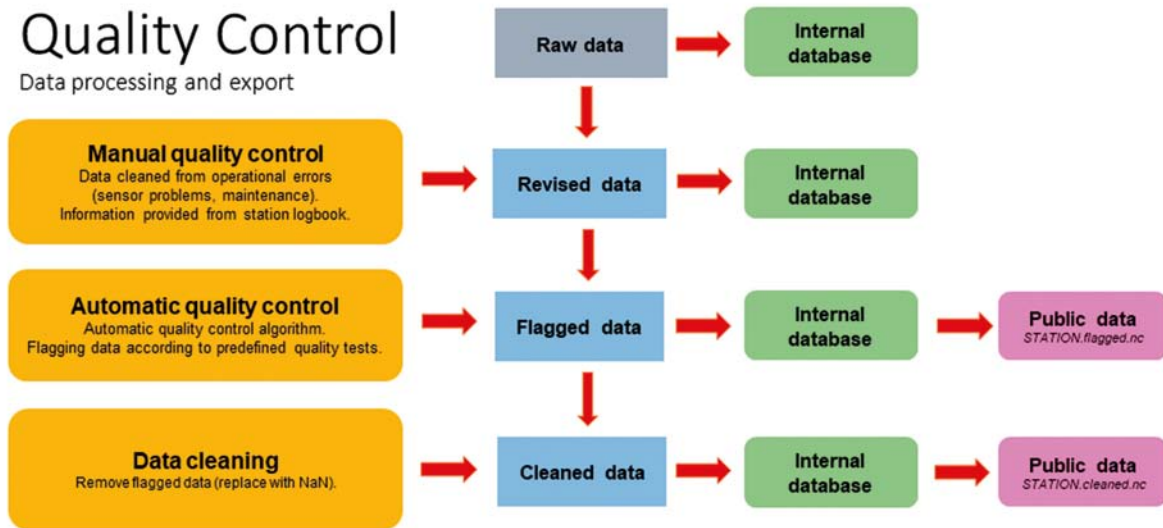 Quality Control
Data processing and export
Raw data
Internal
database
Manual quality control
Data cleaned from operational errors
(sensor problems, maintenance).
Information provided from station logbook.
Revised data
Internal
database
Automatic quality control
Automatic quality control algorithm.
Flagging data according to predefined quality tests.
Flagged data
Internal
database
Public data
STATION.flagged.nc
Data cleaning
Remove flagged data (replace with NaN).
Cleaned data
Internal
database
Public data
STATION.cleaned.nc